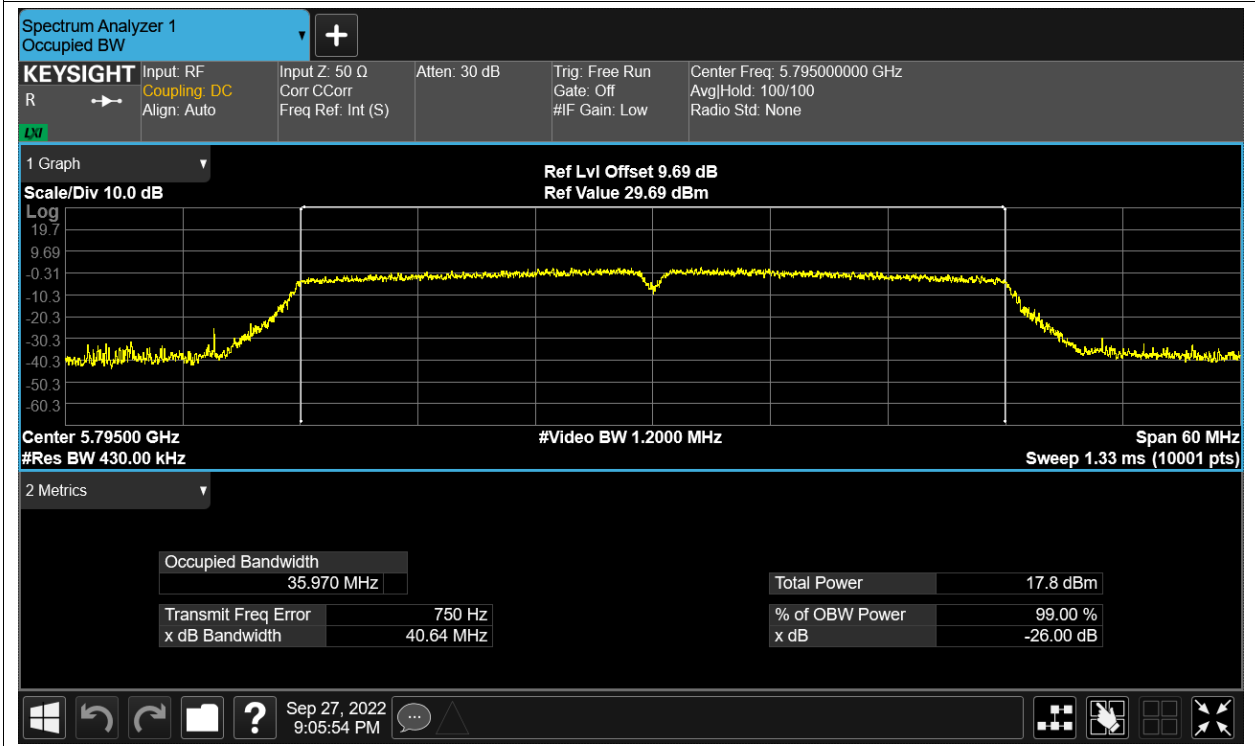 Spectrum Analyzer 1
Occupied BW
KEYSIGHT
R
LXI
Input: RF
Coupling: DC
Align: Auto
Input Z: 50 Ω
Corr CCorr
Freq Ref: Int (S)
Atten: 30 dB
Trig: Free Run
Gate: Off
#IF Gain: Low
Center Freq: 5.795000000 GHz
Avg|Hold: 100/100
Radio Std: None
1 Graph
Scale/Div 10.0 dB
Ref Lvl Offset 9.69 dB
Ref Value 29.69 dBm
Log
19.7
9.69
-0.31
-10.3
-20.3
-30.3
-40.3
-50.3
-60.3
Center 5.79500 GHz
#Video BW 1.2000 MHz
Span 60 MHz
#Res BW 430.00 kHz
Sweep 1.33 ms (10001 pts)
2 Metrics
Occupied Bandwidth
35.970 MHz
Total Power 17.8 dBm
Transmit Freq Error 750 Hz
% of OBW Power 99.00 %
x dB Bandwidth 40.64 MHz
x dB -26.00 dB
?
Sep 27, 2022
9:05:54 PM